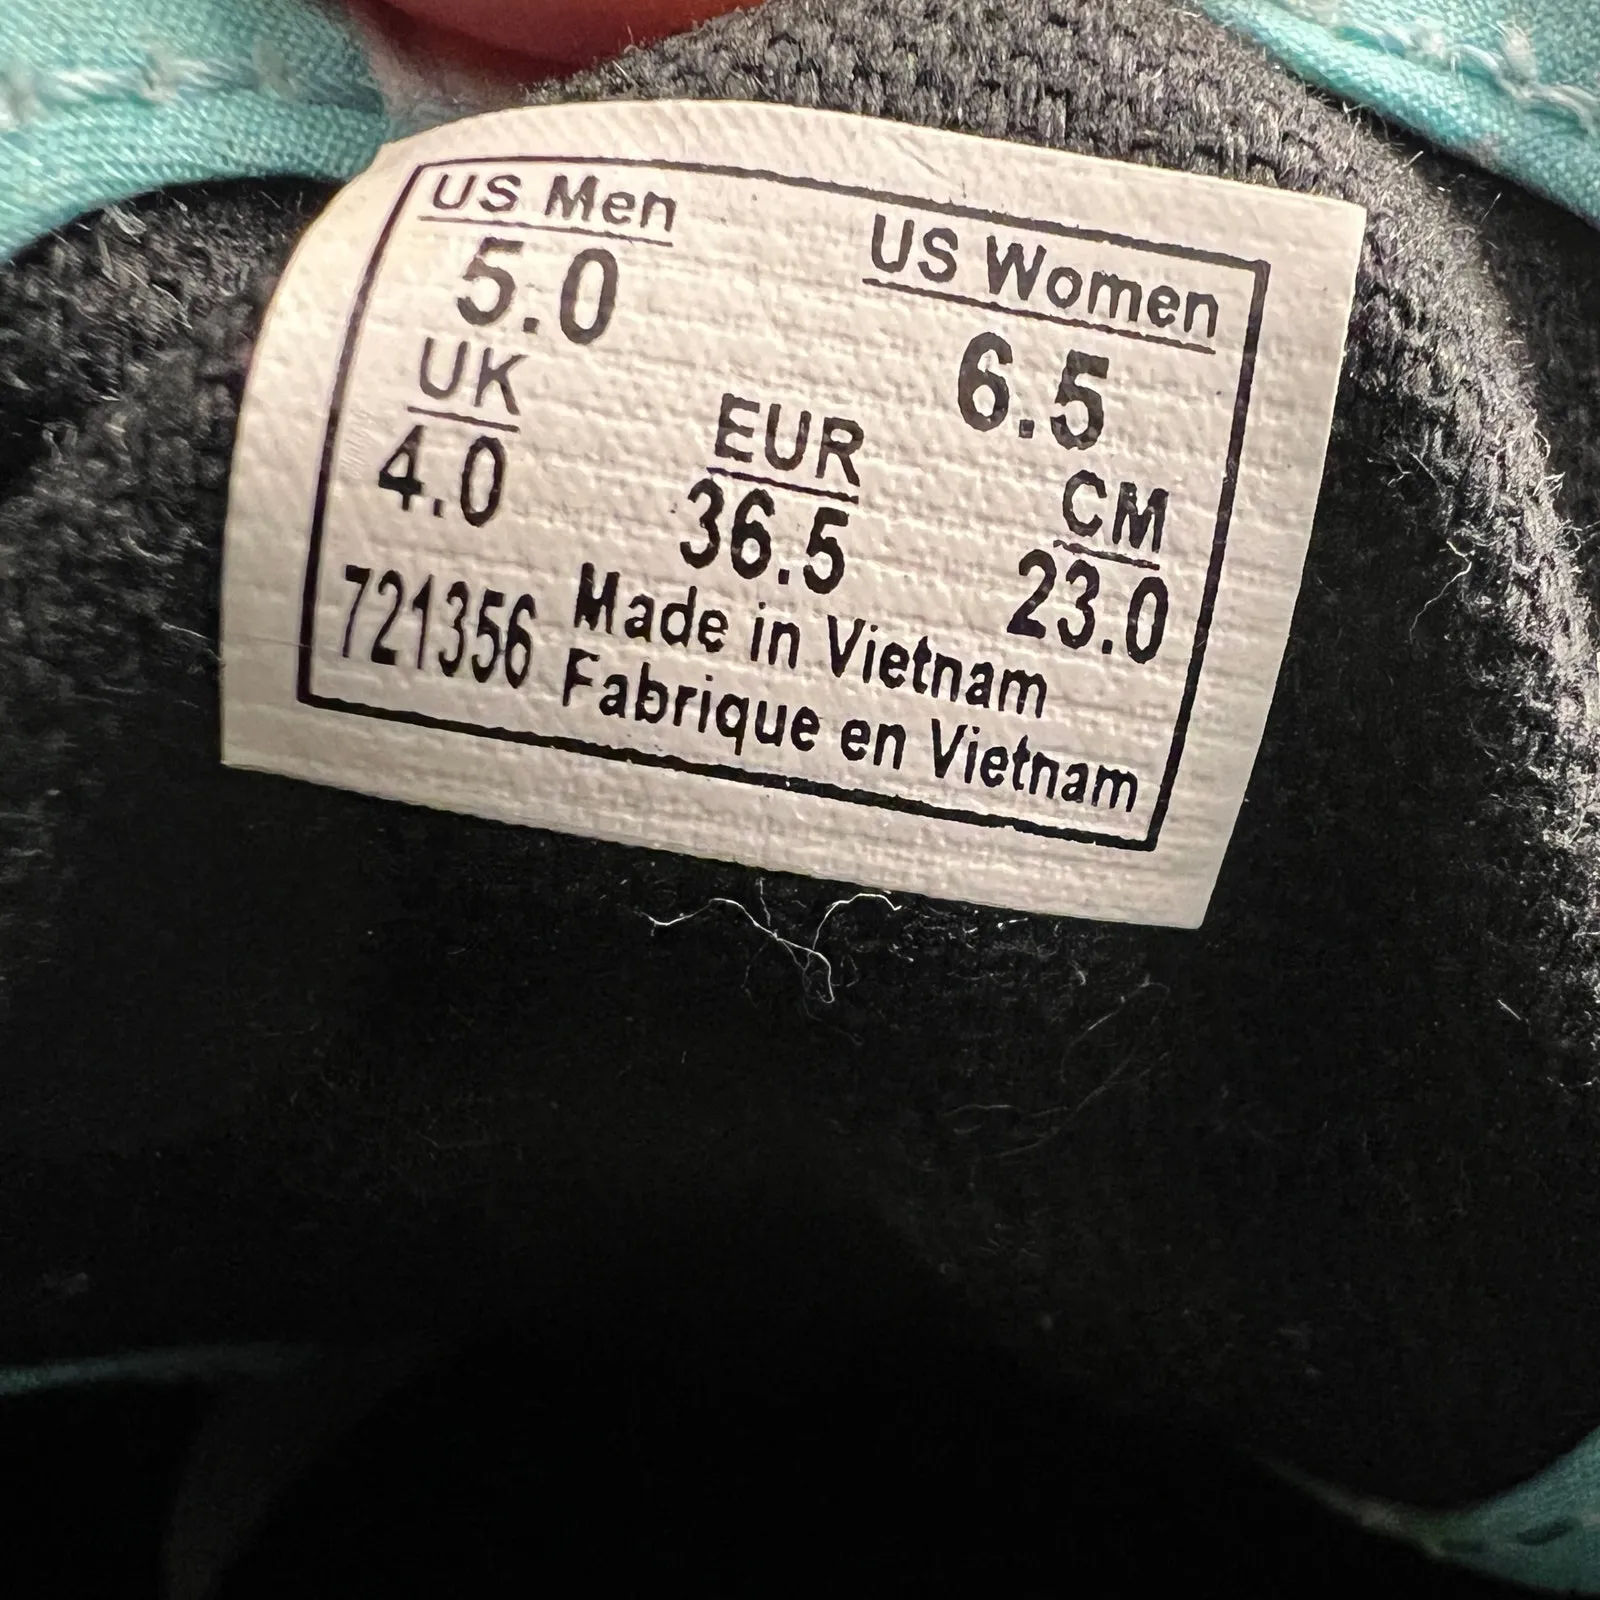 US Men US Women
5.0 6.5
UK EUR CM
4.0 36.5 23.0
721356 Made in Vietnam
Fabrique en Vietnam